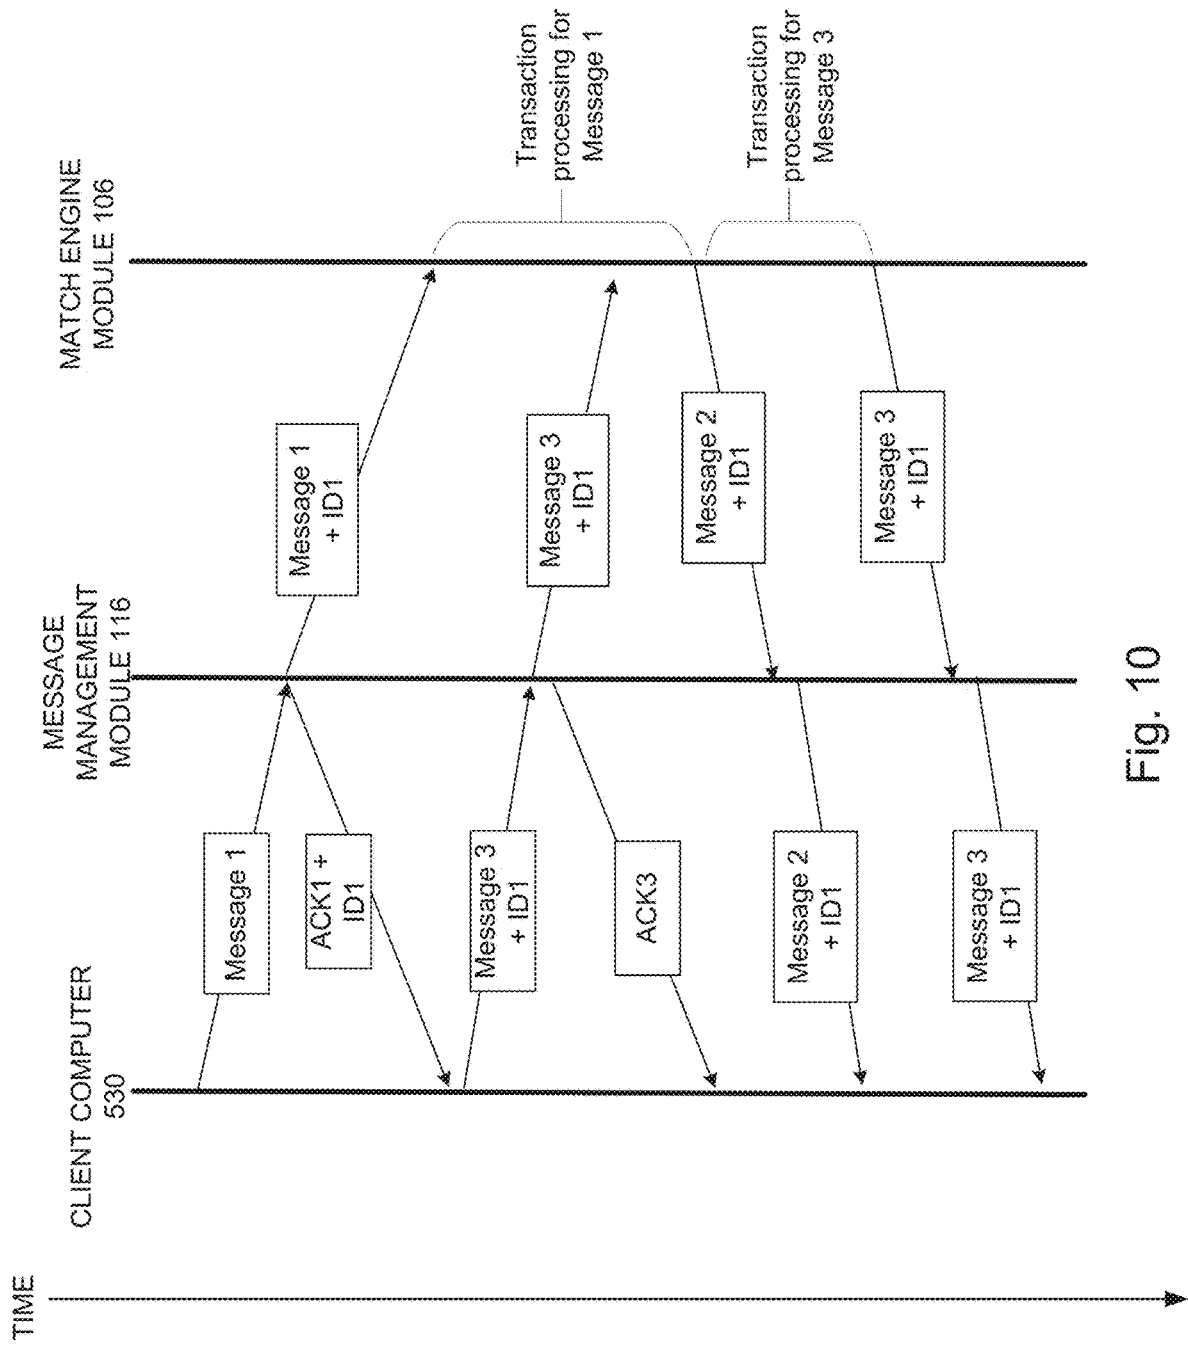 TIME
CLIENT COMPUTER
530
MESSAGE
MANAGEMENT
MODULE 116
MATCH ENGINE
MODULE 106
Message 1
Message 1
+ ID1
ACK1 +
ID1
Message 3
+ ID1
Message 3
+ ID1
ACK3
Transaction
processing for
Message 1
Message 2
+ ID1
Message 2
+ ID1
Transaction
processing for
Message 3
Message 3
+ ID1
Message 3
+ ID1
Fig. 10